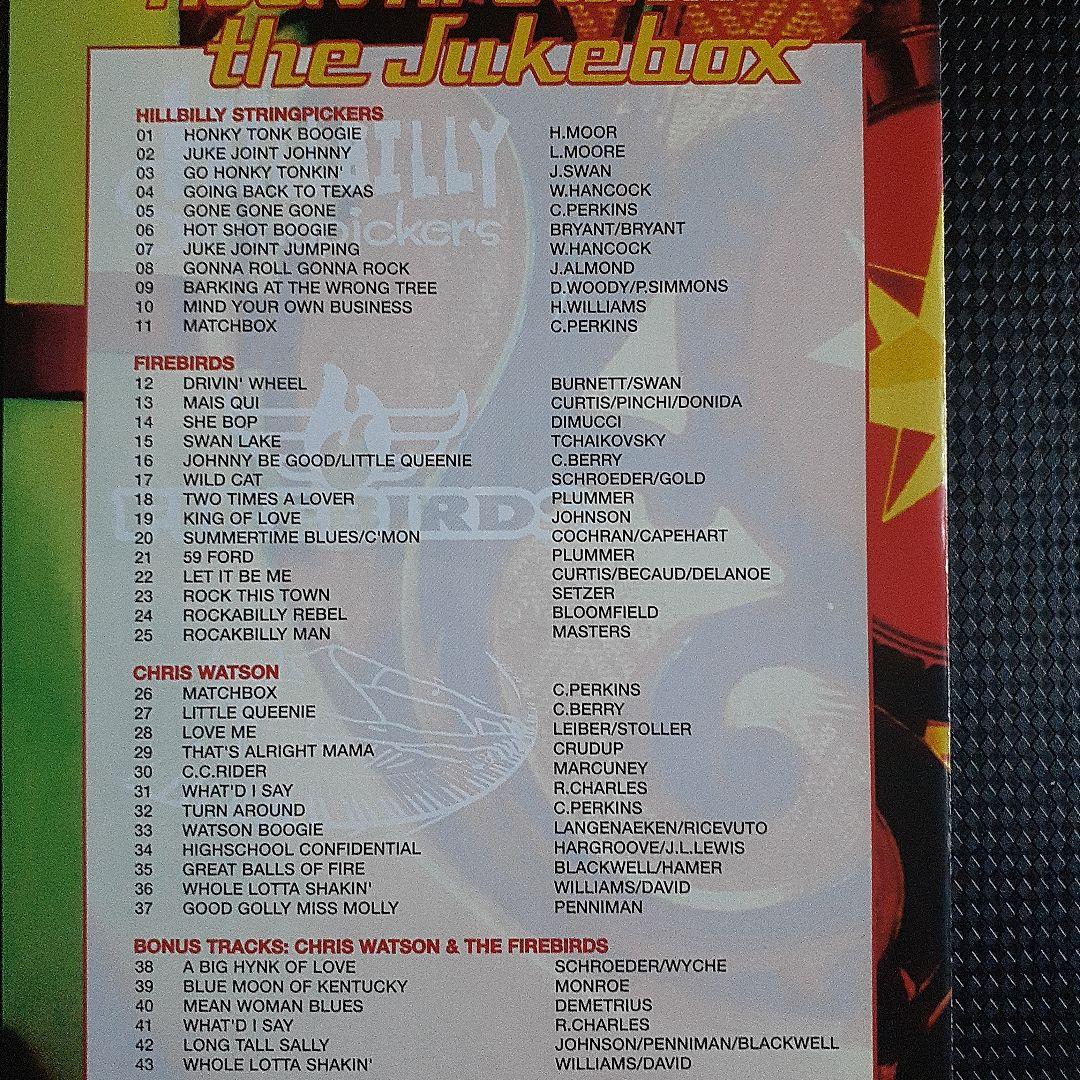 the Jukebox
HILLBILLY STRINGPICKERS
01 HONKY TONK BOOGIE H.MOOR
02 JUKE JOINT JOHNNY L.MOORE
03 GO HONKY TONKIN' J.SWAN
04 GOING BACK TO TEXAS W.HANCOCK
05 GONE GONE GONE C.PERKINS
06 HOT SHOT BOOGIE BRYANT/BRYANT
07 JUKE JOINT JUMPING W.HANCOCK
08 GONNA ROLL GONNA ROCK J.ALMOND
09 BARKING AT THE WRONG TREE D.WOODY/P.SIMMONS
10 MIND YOUR OWN BUSINESS H.WILLIAMS
11 MATCHBOX C.PERKINS
FIREBIRDS
12 DRIVIN' WHEEL BURNETT/SWAN
13 MAIS QUI CURTIS/PINCHI/DONIDA
14 SHE BOP DIMUCCI
15 SWAN LAKE TCHAIKOVSKY
16 JOHNNY BE GOOD/LITTLE QUEENIE C.BERRY
17 WILD CAT SCHROEDER/GOLD
18 TWO TIMES A LOVER PLUMMER
19 KING OF LOVE JOHNSON
20 SUMMERTIME BLUES/C'MON COCHRAN/CAPEHART
21 59 FORD PLUMMER
22 LET IT BE ME CURTIS/BECAUD/DELANOE
23 ROCK THIS TOWN SETZER
24 ROCKABILLY REBEL BLOOMFIELD
25 ROCAKBILLY MAN MASTERS
CHRIS WATSON
26 MATCHBOX C.PERKINS
27 LITTLE QUEENIE C.BERRY
28 LOVE ME LEIBER/STOLLER
29 THAT'S ALRIGHT MAMA CRUDUP
30 C.C.RIDER MARCUNEY
31 WHAT'D I SAY R.CHARLES
32 TURN AROUND C.PERKINS
33 WATSON BOOGIE LANGENAEKEN/RICEVUTO
34 HIGHSCHOOL CONFIDENTIAL HARGROOVE/J.L.LEWIS
35 GREAT BALLS OF FIRE BLACKWELL/HAMER
36 WHOLE LOTTA SHAKIN' WILLIAMS/DAVID
37 GOOD GOLLY MISS MOLLY PENNIMAN
BONUS TRACKS: CHRIS WATSON & THE FIREBIRDS
38 A BIG HYNK OF LOVE SCHROEDER/WYCHE
39 BLUE MOON OF KENTUCKY MONROE
40 MEAN WOMAN BLUES DEMETRIUS
41 WHAT'D I SAY R.CHARLES
42 LONG TALL SALLY JOHNSON/PENNIMAN/BLACKWELL
43 WHOLE LOTTA SHAKIN' WILLIAMS/DAVID